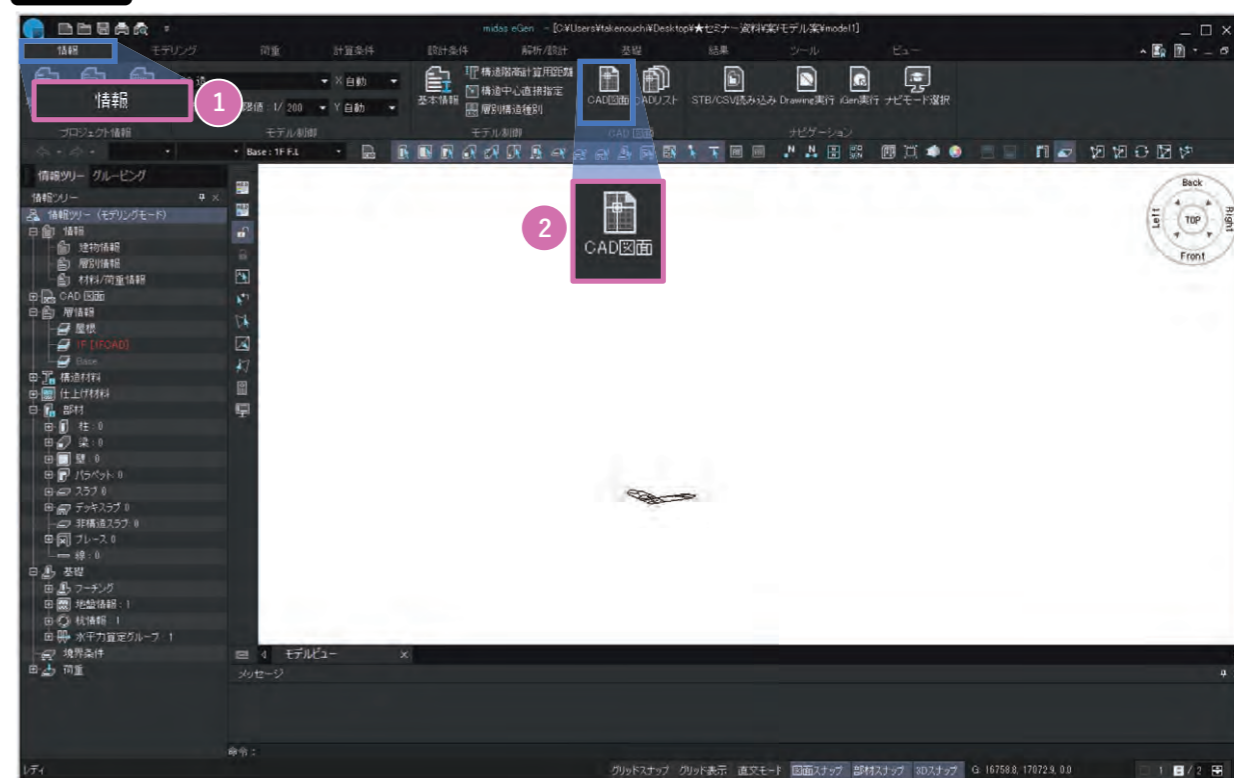 midas eGen - [C:¥Users¥takenouchi¥Desktop¥★セミナー資料¥案¥モデル案¥model1]
情報 モデリング 荷重 計算条件 設計条件 解析/設計 基礎 結果 ツール ビュー
X 自動
構造階高計算用距離
情報
1
限値 : 1/ 200
Y 自動
基本情報
構造中心直接指定
層別構造種別
CAD図面
CADリスト
STB/CSV読み込み
Drawing実行
iGen実行
ナビモード選択
プロジェクト情報 モデル制御 モデル制御 CAD 図面 ナビゲーション
Base : 1F F.L
情報ツリー グルーピング
情報ツリー
情報ツリー (モデリングモード)
情報
建物情報
層別情報
材料/荷重情報
CAD 図面
層情報
屋根
1F [1FCAD]
Base
構造材料
仕上げ材料
部材
柱 : 0
梁 : 0
壁 : 0
パラペット: 0
スラブ 0
デッキスラブ 0
非構造スラブ: 0
ブレース: 0
線 : 0
基礎
フーチング
地盤情報 : 1
杭情報 : 1
水平力算定グループ : 1
境界条件
荷重
2
CAD図面
Back
Left
TOP
Right
Front
モデルビュー
メッセージ
命令 :
レディ
グリッドスナップ グリッド表示 直交モード 図面スナップ 部材スナップ 3Dスナップ G: 16758.8, 17072.9, 0.0
1
/ 2